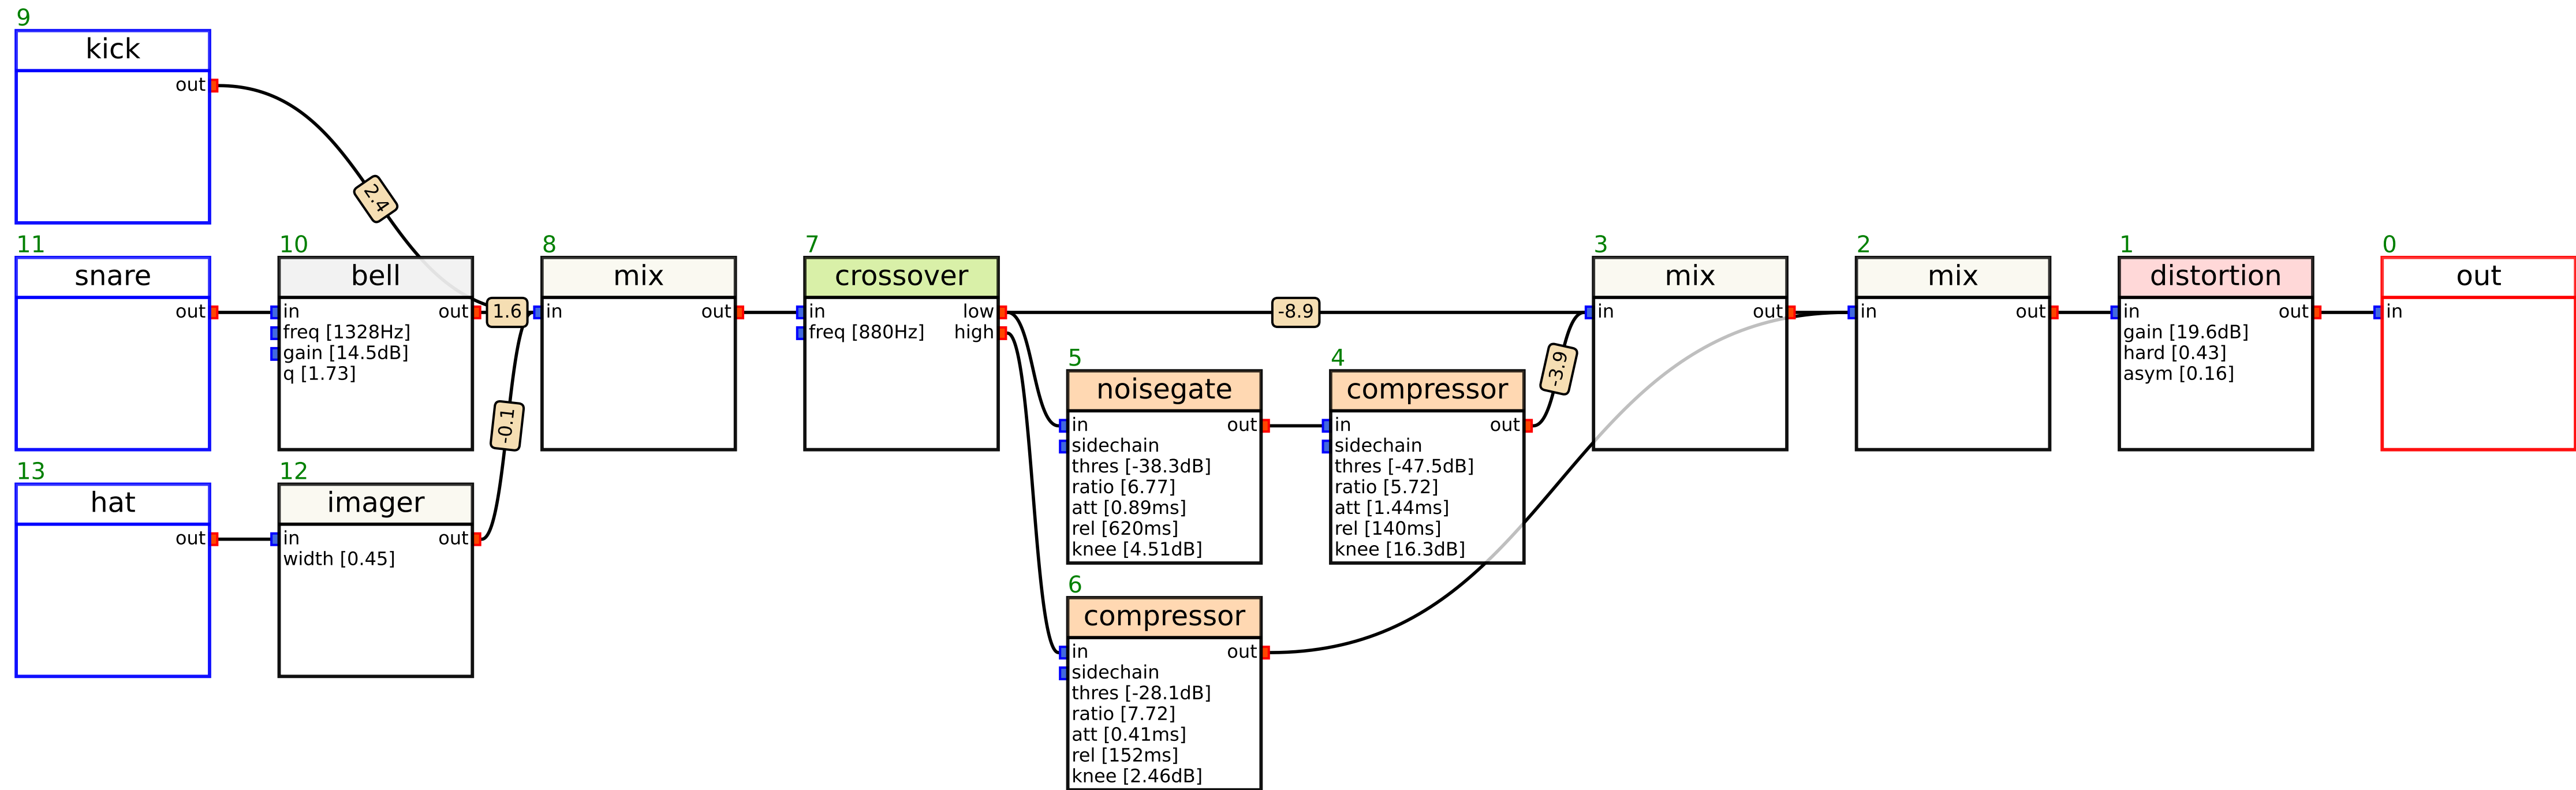 9
kick
out
2.4
11
snare
out
10
bell
in
out
freq [1328Hz]
gain [14.5dB]
q [1.73]
1.6
13
hat
out
12
imager
in
out
width [0.45]
-0.1
8
mix
in
out
7
crossover
in
low
freq [880Hz]
high
-8.9
5
noisegate
in
out
sidechain
thres [-38.3dB]
ratio [6.77]
att [0.89ms]
rel [620ms]
knee [4.51dB]
4
compressor
in
out
sidechain
thres [-47.5dB]
ratio [5.72]
att [1.44ms]
rel [140ms]
knee [16.3dB]
-3.9
6
compressor
in
out
sidechain
thres [-28.1dB]
ratio [7.72]
att [0.41ms]
rel [152ms]
knee [2.46dB]
3
mix
in
out
2
mix
in
out
1
distortion
in
out
gain [19.6dB]
hard [0.43]
asym [0.16]
0
out
in